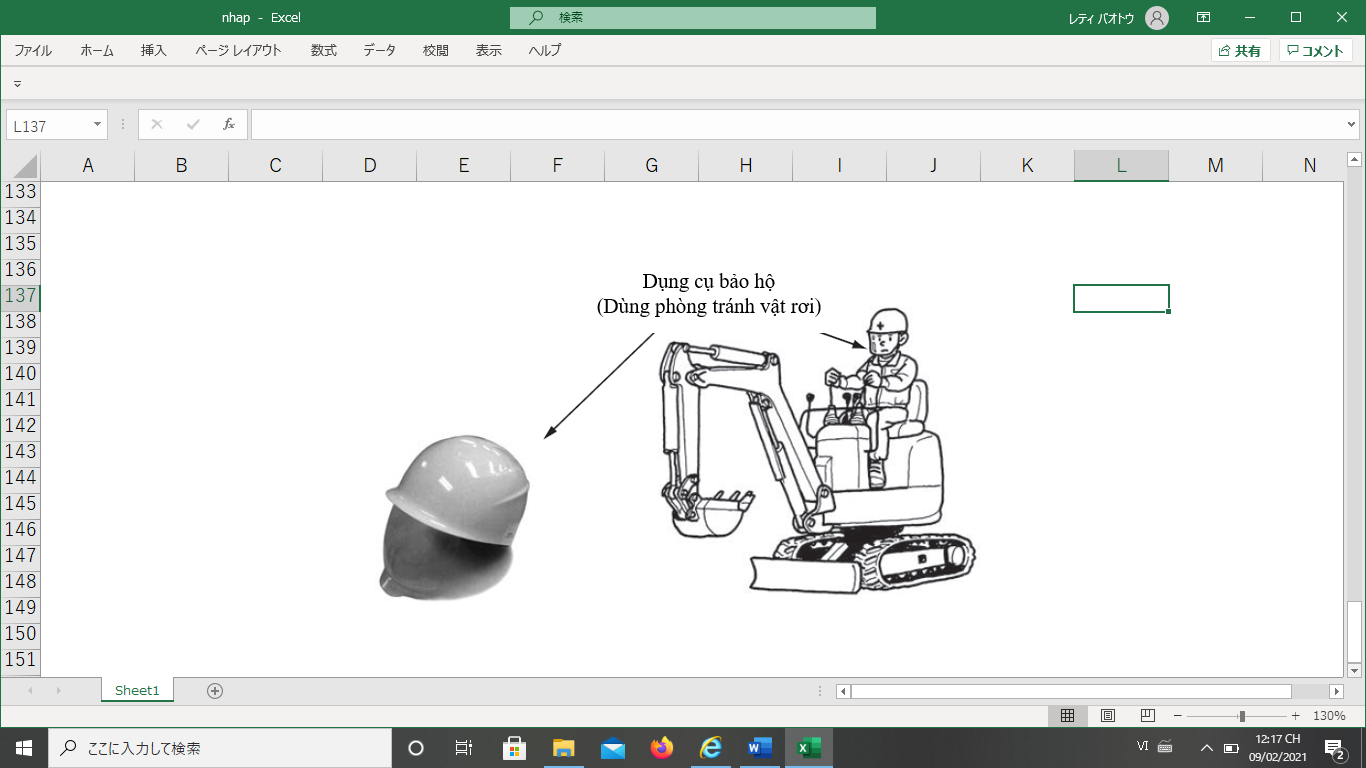 nhap - Excel
検索
レティ バオトウ
ファイル ホーム 挿入 ページ レイアウト 数式 データ 校閲 表示 ヘルプ
共有 コメント
L137
fx
A B C D E F G H I J K L M N
133
134
135
136
137
138
139
140
141
142
143
144
145
146
147
148
149
150
151
Dụng cụ bảo hộ
(Dùng phòng tránh vật rơi)
Sheet1
130%
ここに入力して検索
VI
12:17 CH
09/02/2021
2